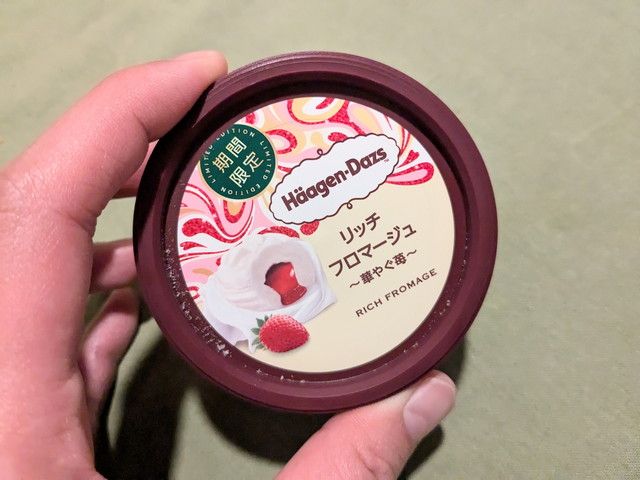 LIMITED EDITION LIMITED EDITION
期間
限定
Häagen-Dazs
リッチ
フロマージュ
～華やぐ苺～
RICH FROMAGE